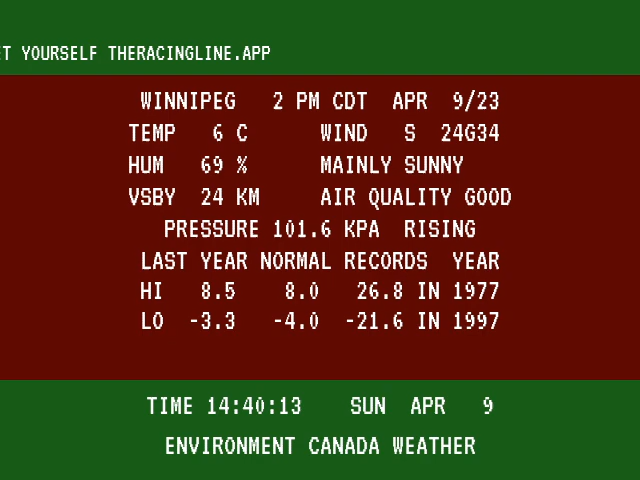 T YOURSELF THERACINGLINE.APP
WINNIPEG 2 PM CDT APR 9/23
TEMP 6 C WIND S 24G34
HUM 69 % MAINLY SUNNY
VSBY 24 KM AIR QUALITY GOOD
PRESSURE 101.6 KPA RISING
LAST YEAR NORMAL RECORDS YEAR
HI 8.5 8.0 26.8 IN 1977
LO -3.3 -4.0 -21.6 IN 1997
TIME 14:40:13 SUN APR 9
ENVIRONMENT CANADA WEATHER